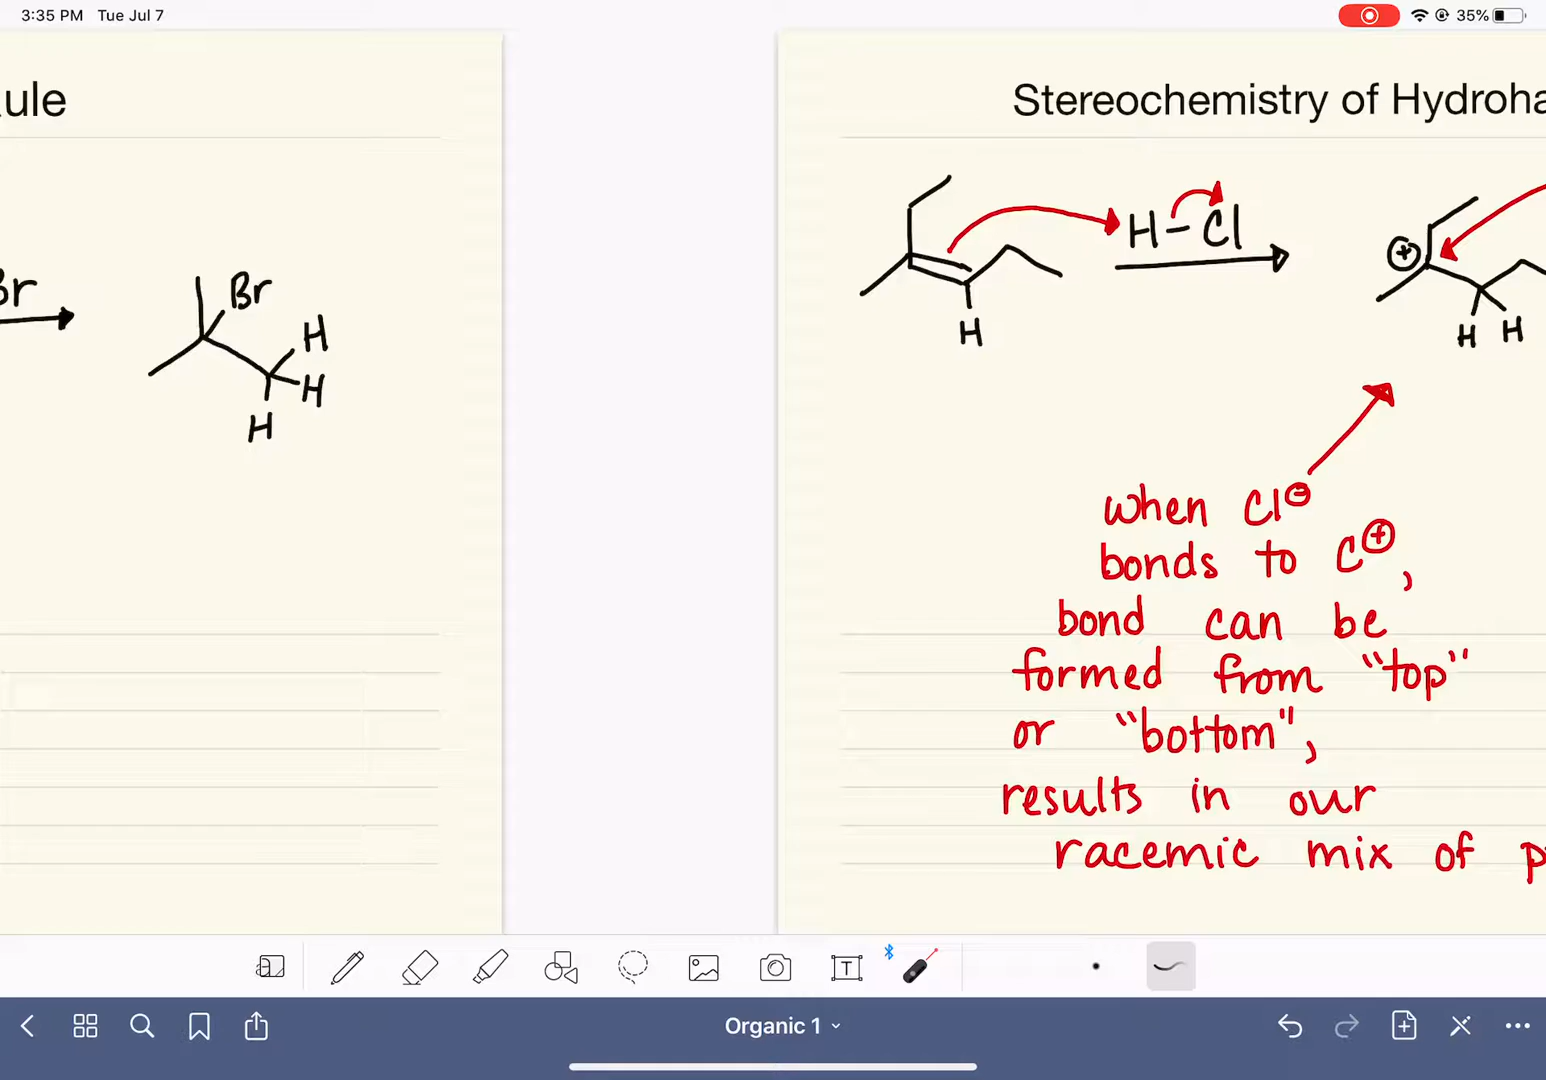 3:35 PM Tue Jul 7
35%
ule
Br
Br
H
H
H
Stereochemistry of Hydroha
H-Cl
H
+
H H
when Cl⊖
bonds to C⊕,
bond can be
formed from "top"
or "bottom",
results in our
racemic mix of p
T
Organic 1